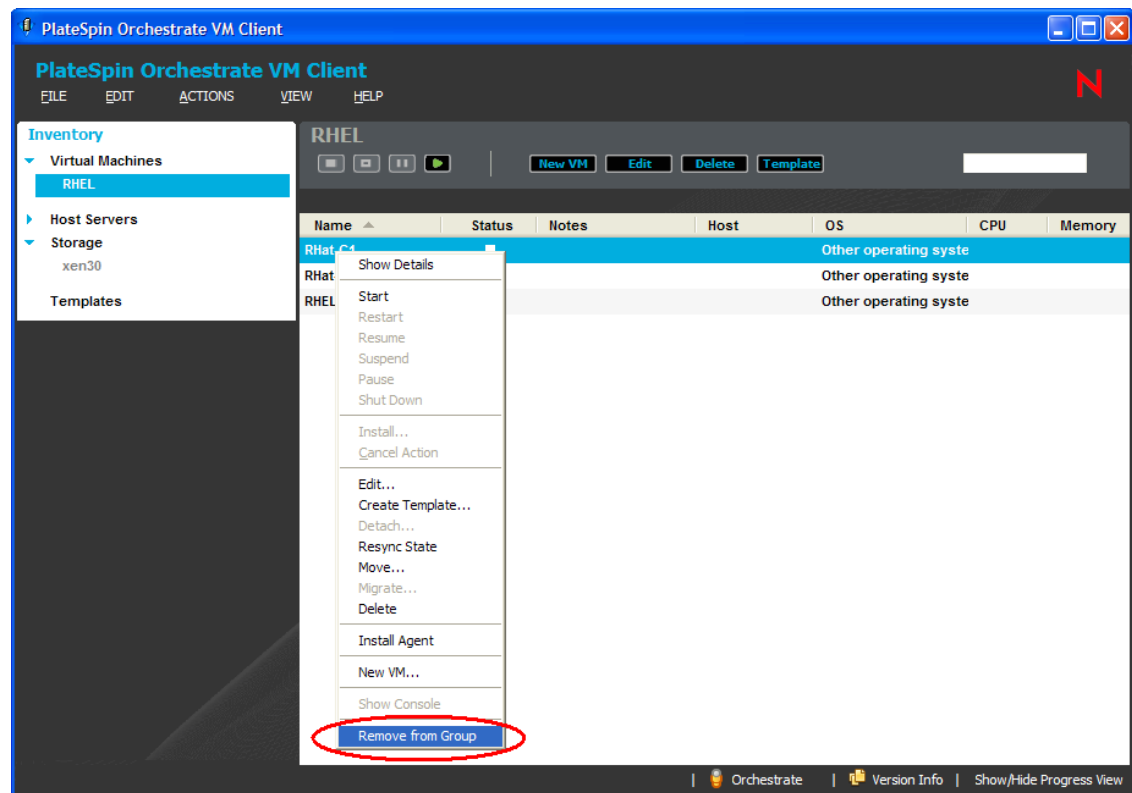 PlateSpin Orchestrate VM Client
PlateSpin Orchestrate VM Client
FILE EDIT ACTIONS VIEW HELP
N
Inventory
Virtual Machines
RHEL
Host Servers
Storage
xen30
Templates
RHEL
New VM Edit Delete Template
Name Status Notes Host OS CPU Memory
RHat-C1 Other operating syste
RHat Other operating syste
RHEL Other operating syste
Show Details
Start
Restart
Resume
Suspend
Pause
Shut Down
Install...
Cancel Action
Edit...
Create Template...
Detach...
Resync State
Move...
Migrate...
Delete
Install Agent
New VM...
Show Console
Remove from Group
| Orchestrate | Version Info | Show/Hide Progress View